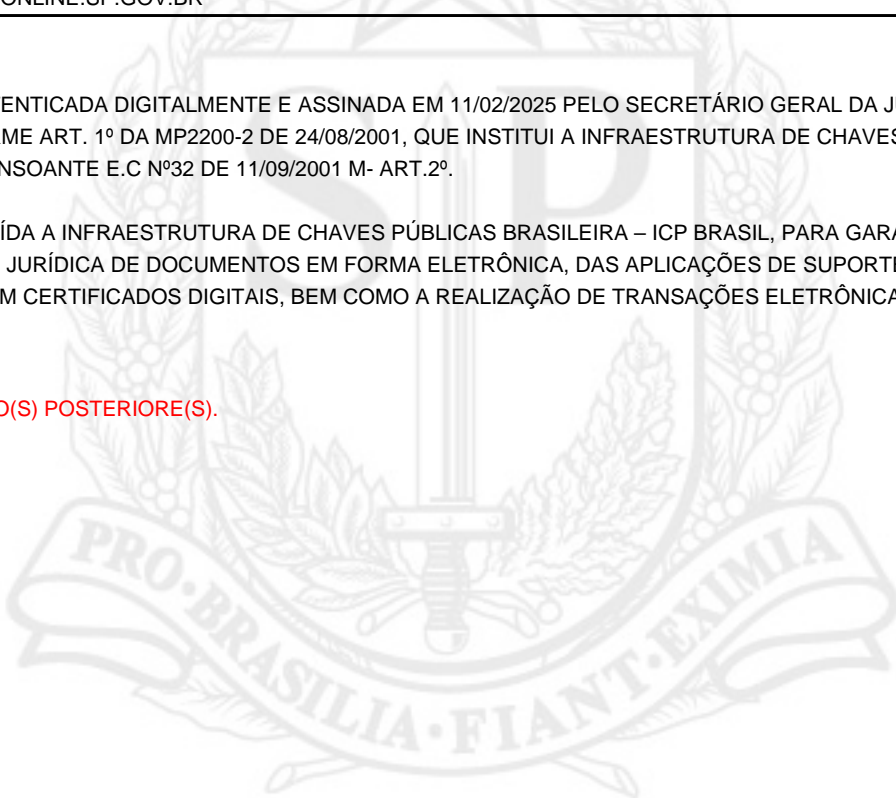 ONLINE.SP.GOV.BR
ENTICADA DIGITALMENTE E ASSINADA EM 11/02/2025 PELO SECRETÁRIO GERAL DA J
ME ART. 1º DA MP2200-2 DE 24/08/2001, QUE INSTITUI A INFRAESTRUTURA DE CHAVES
NSOANTE E.C Nº32 DE 11/09/2001 M- ART.2º.
ÍDA A INFRAESTRUTURA DE CHAVES PÚBLICAS BRASILEIRA – ICP BRASIL, PARA GARA
JURÍDICA DE DOCUMENTOS EM FORMA ELETRÔNICA, DAS APLICAÇÕES DE SUPORTE
M CERTIFICADOS DIGITAIS, BEM COMO A REALIZAÇÃO DE TRANSAÇÕES ELETRÔNICA
O(S) POSTERIORE(S).
SP
PRO·BRASILIA·FIANT·EXIMIA